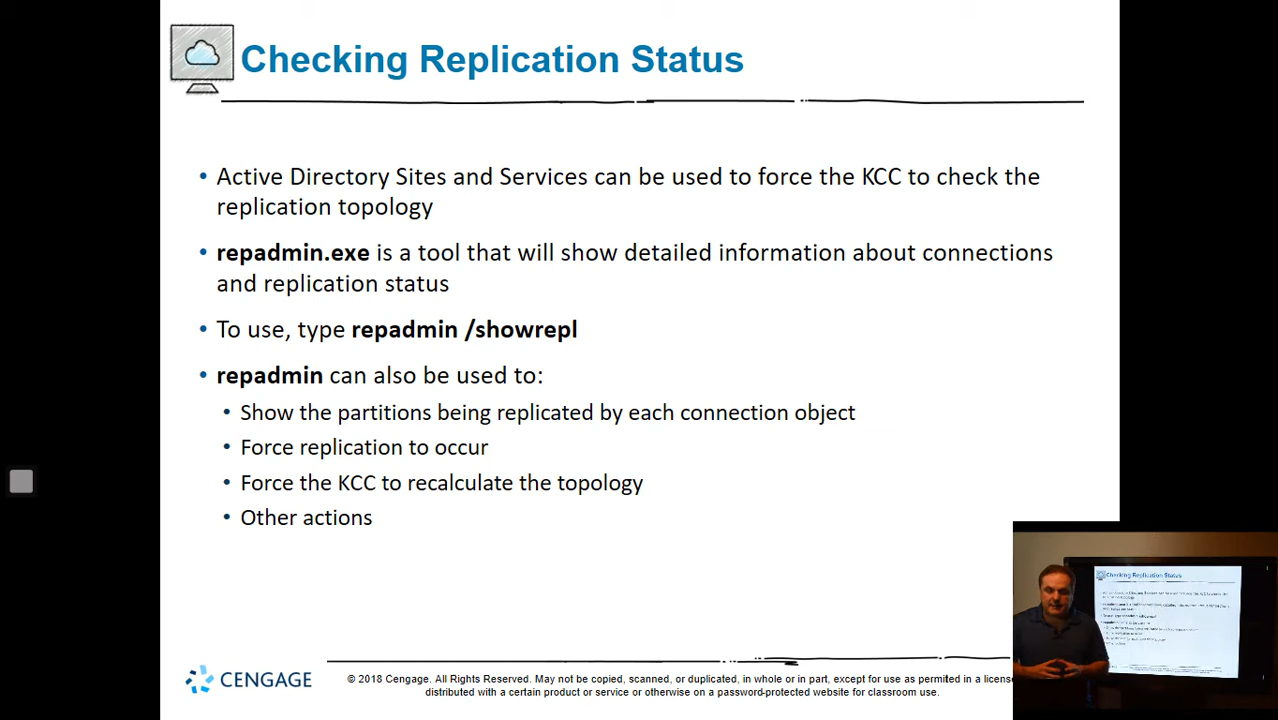 Checking Replication Status
• Active Directory Sites and Services can be used to force the KCC to check the
replication topology
• repadmin.exe is a tool that will show detailed information about connections
and replication status
• To use, type repadmin /showrepl
• repadmin can also be used to:
• Show the partitions being replicated by each connection object
• Force replication to occur
• Force the KCC to recalculate the topology
• Other actions
CENGAGE
© 2018 Cengage. All Rights Reserved. May not be copied, scanned, or duplicated, in whole or in part, except for use as permitted in a license
distributed with a certain product or service or otherwise on a password-protected website for classroom use.
Checking Replication Status